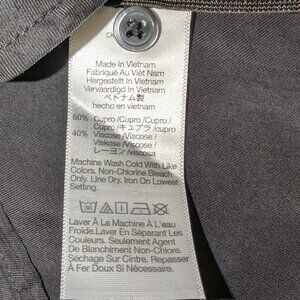 Made In Vietnam
Fabriqué Au Viêt Nam
Hergestellt In Vietnam
Vervaardigd In Vietnam
ベトナム製
hecho en vietnam
60% Cupro/Cupro/Cupro/
Cupro/キュプラ/cupro
40% Viscose/Viscose/
Viskose/Viscose/
レーヨン/viscosa
Machine Wash Cold With Like
Colors. Non-Chlorine Bleach
Only. Line Dry. Iron On Lowest
Setting.
Laver À La Machine À L'eau
Froide.Laver En Séparant Les
Couleurs. Seulement Agent
De Blanchiment Non-Chloré.
Séchage Sur Cintre. Repasser
À Fer Doux Si Nécessaire.